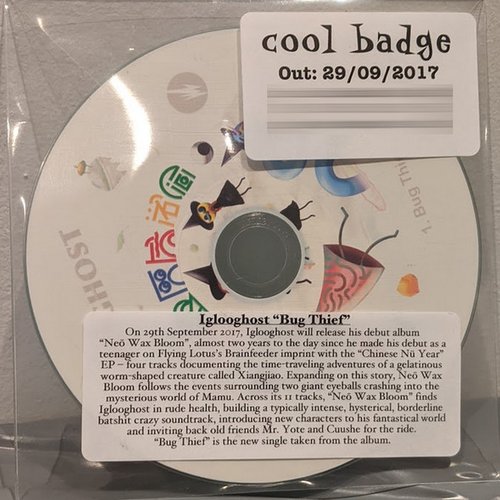 cool badge
Out: 29/09/2017
1. Bug Thi
GHOST
Iglooghost "Bug Thief"
On 29th September 2017, Iglooghost will release his debut album
"Neō Wax Bloom", almost two years to the day since he made his debut as a
teenager on Flying Lotus's Brainfeeder imprint with the "Chinese Nü Year"
EP – four tracks documenting the time-traveling adventures of a gelatinous
worm-shaped creature called Xiangjiao. Expanding on this story, Neō Wax
Bloom follows the events surrounding two giant eyeballs crashing into the
mysterious world of Mamu. Across its 11 tracks, "Neō Wax Bloom" finds
Iglooghost in rude health, building a typically intense, hysterical, borderline
batshit crazy soundtrack, introducing new characters to his fantastical world
and inviting back old friends Mr. Yote and Cuushe for the ride.
"Bug Thief" is the new single taken from the album.